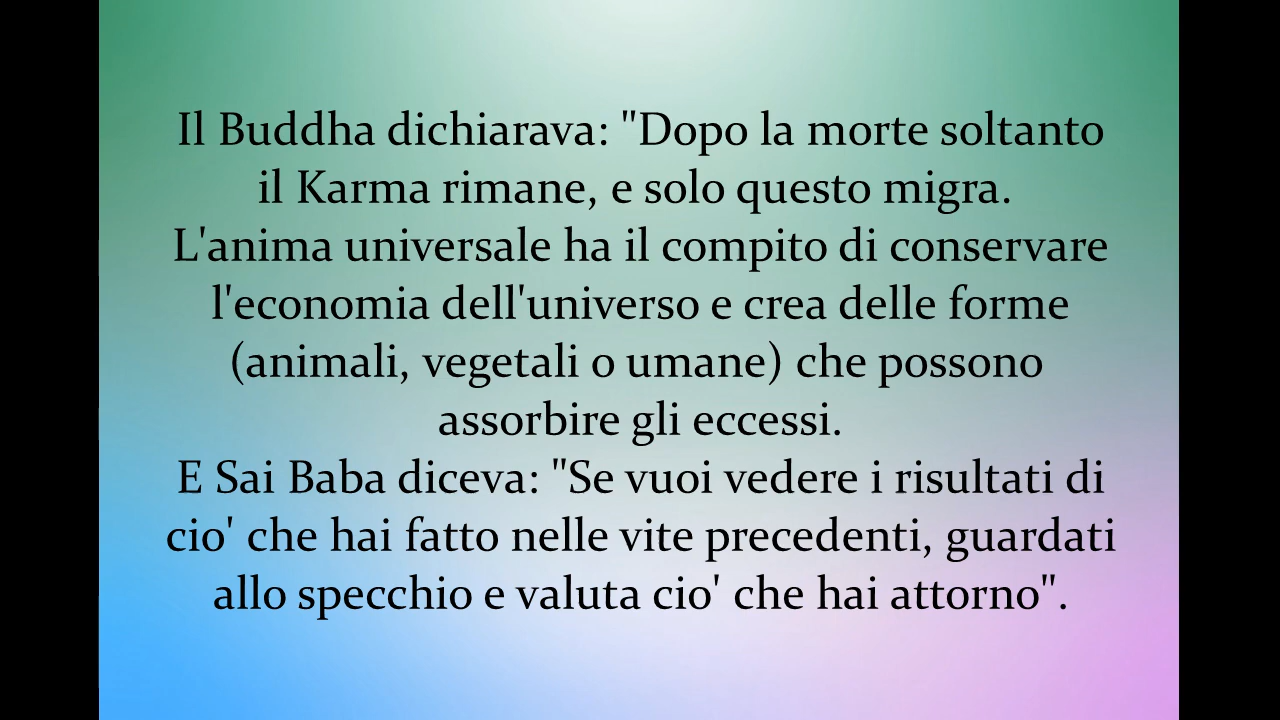 Il Buddha dichiarava: "Dopo la morte soltanto
il Karma rimane, e solo questo migra.
L'anima universale ha il compito di conservare
l'economia dell'universo e crea delle forme
(animali, vegetali o umane) che possono
assorbire gli eccessi.
E Sai Baba diceva: "Se vuoi vedere i risultati di
cio' che hai fatto nelle vite precedenti, guardati
allo specchio e valuta cio' che hai attorno".